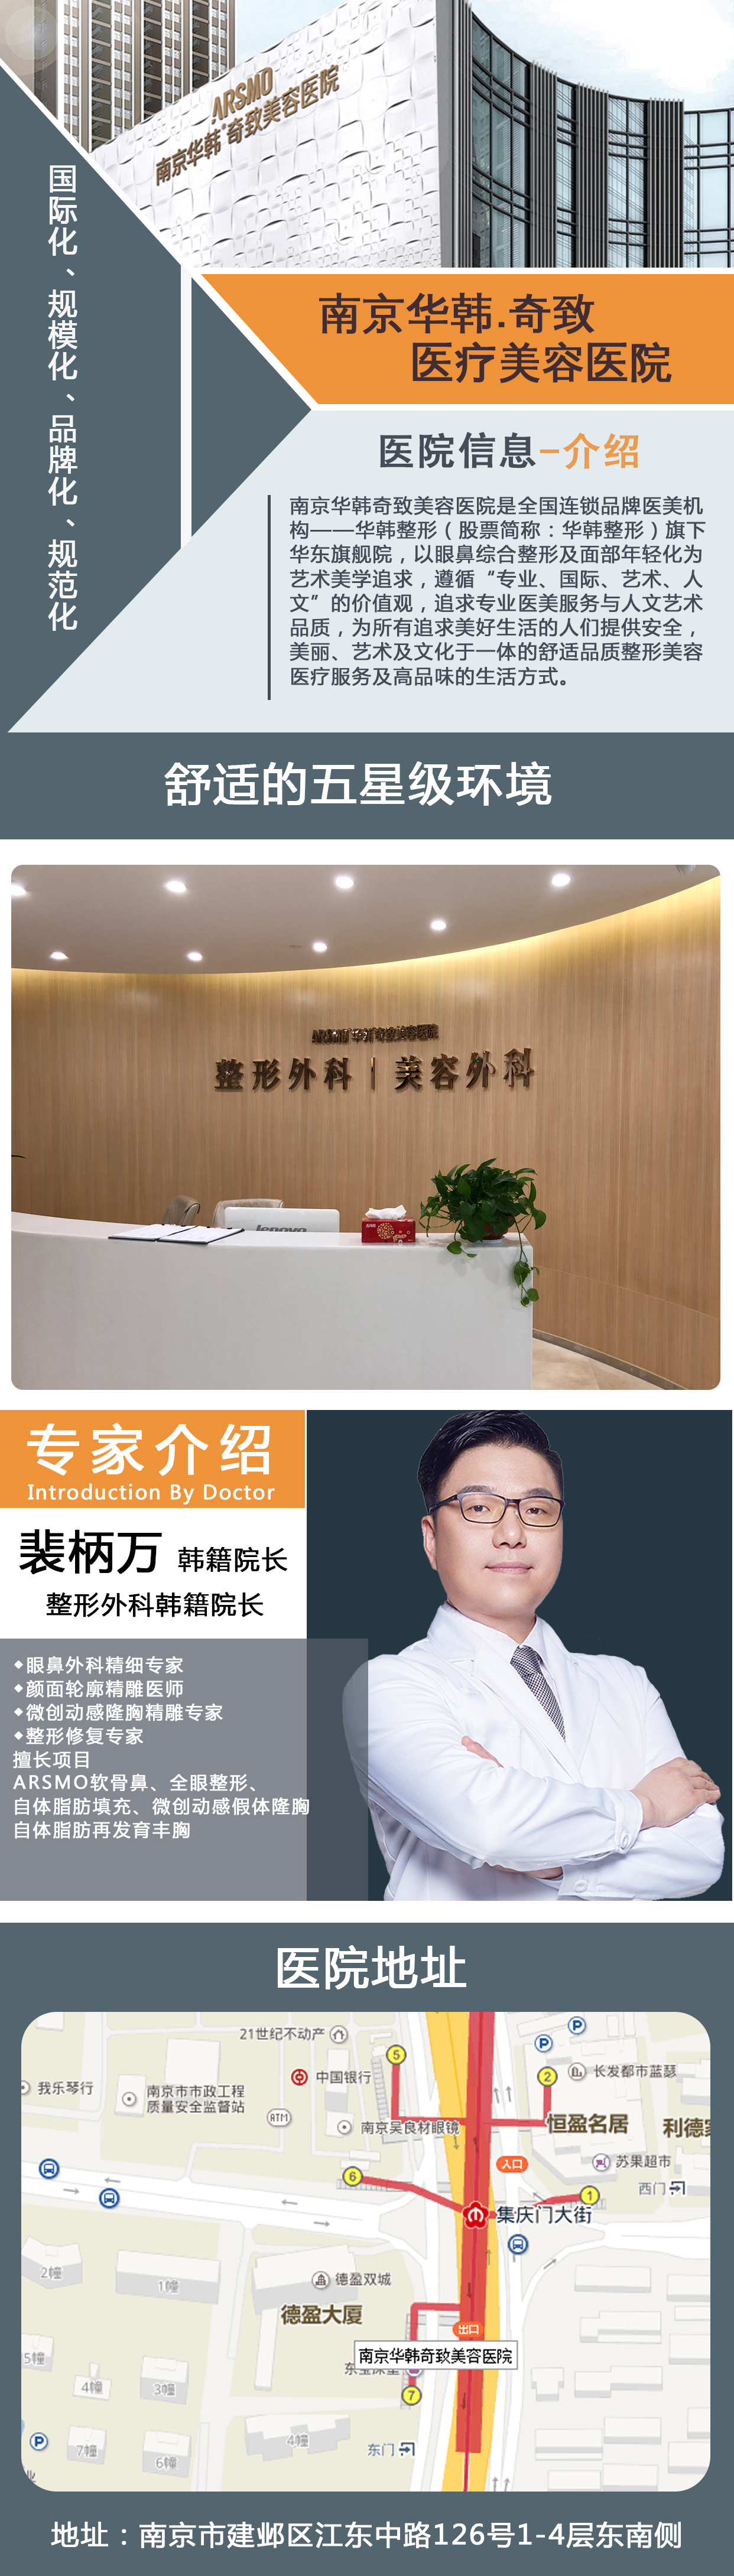 ARSMO
南京华韩奇致美容医院
国际化、规模化、品牌化、规范化
南京华韩.奇致
医疗美容医院
医院信息-介绍
南京华韩奇致美容医院是全国连锁品牌医美机
构——华韩整形（股票简称：华韩整形）旗下
华东旗舰院，以眼鼻综合整形及面部年轻化为
艺术美学追求，遵循“专业、国际、艺术、人
文”的价值观，追求专业医美服务与人文艺术
品质，为所有追求美好生活的人们提供安全，
美丽、艺术及文化于一体的舒适品质整形美容
医疗服务及高品味的生活方式。
舒适的五星级环境
ARSMO 华韩奇致美容医院
整形外科｜美容外科
lenovo
专家介绍
Introduction By Doctor
裴柄万 韩籍院长
整形外科韩籍院长
◆眼鼻外科精细专家
◆颜面轮廓精雕医师
◆微创动感隆胸精雕专家
◆整形修复专家
擅长项目
ARSMO软骨鼻、全眼整形、
自体脂肪填充、微创动感假体隆胸
自体脂肪再发育丰胸
医院地址
21世纪不动产
P
P
5
2
中国银行
长发都市蓝瑟
我乐琴行
南京市市政工程
质量安全监督站
ATM
南京吴良材眼镜
恒盈名居
利德家
入口
苏果超市
6
西门
1
集庆门大街
2幢
1幢
德盈双城
德盈大厦
出口
南京华韩奇致美容医院
5幢
4幢
3幢
7
P
7幢
6幢
4幢
东门
地址：南京市建邺区江东中路126号1-4层东南侧